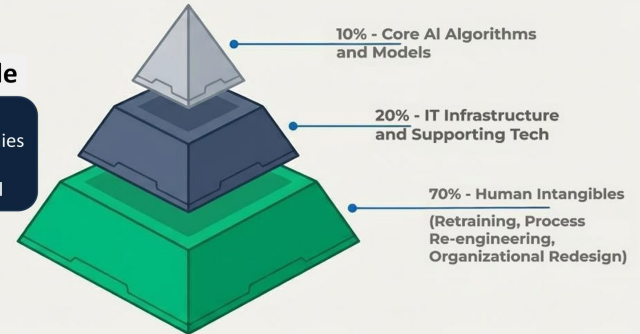 10% - Core AI Algorithms
and Models
20% - IT Infrastructure
and Supporting Tech
70% - Human Intangibles
(Retraining, Process
Re-engineering,
Organizational Redesign)